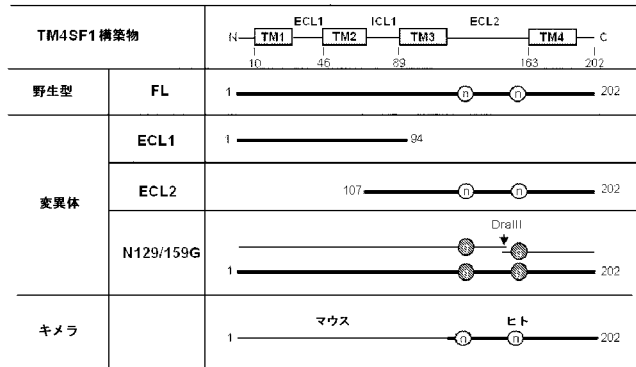 TM4SF1構築物
ECL1 ICL1 ECL2
N TM1 TM2 TM3 TM4 C
10 46 89 163 202
野生型 FL 1 n n 202
変異体
ECL1 1 94
ECL2 107 n n 202
DraIII
N129/159G
1 202
マウス ヒト
キメラ 1 n n 202